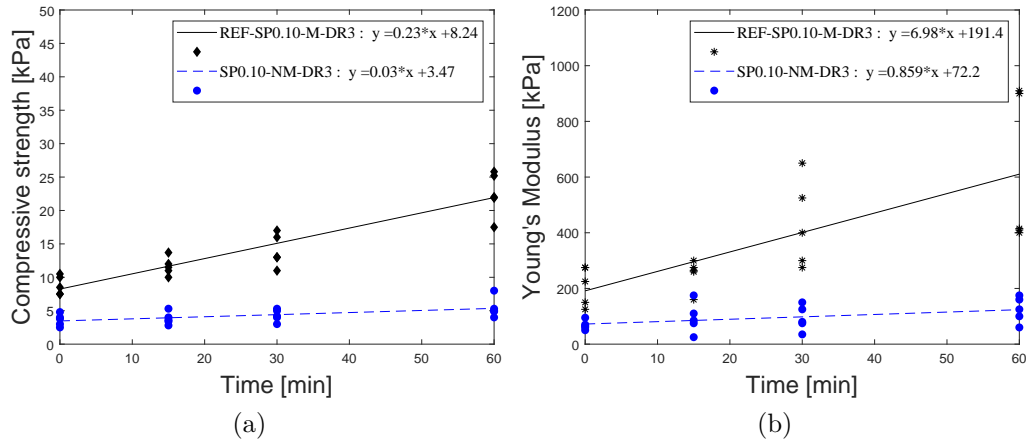 50
45
40
35
30
25
20
15
10
5
0
Compressive strength [kPa]
REF-SP0.10-M-DR3 : y =0.23*x +8.24
SP0.10-NM-DR3 : y =0.03*x +3.47
0 10 20 30 40 50 60
Time [min]
(a)
1200
1000
800
600
400
200
0
Young's Modulus [kPa]
REF-SP0.10-M-DR3 : y =6.98*x +191.4
SP0.10-NM-DR3 : y =0.859*x +72.2
0 10 20 30 40 50 60
Time [min]
(b)